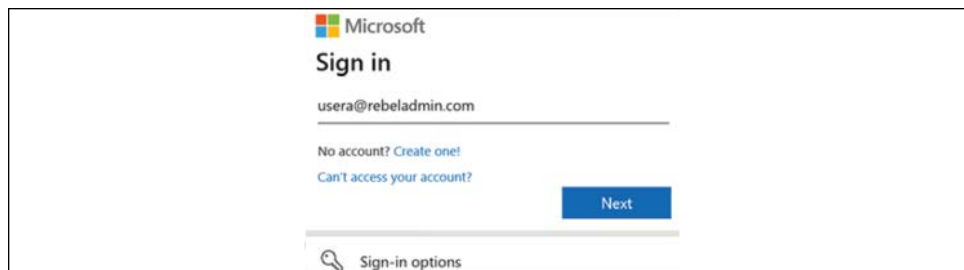 Microsoft
Sign in
usera@rebeladmin.com
No account? Create one!
Can't access your account?
Next
Sign-in options